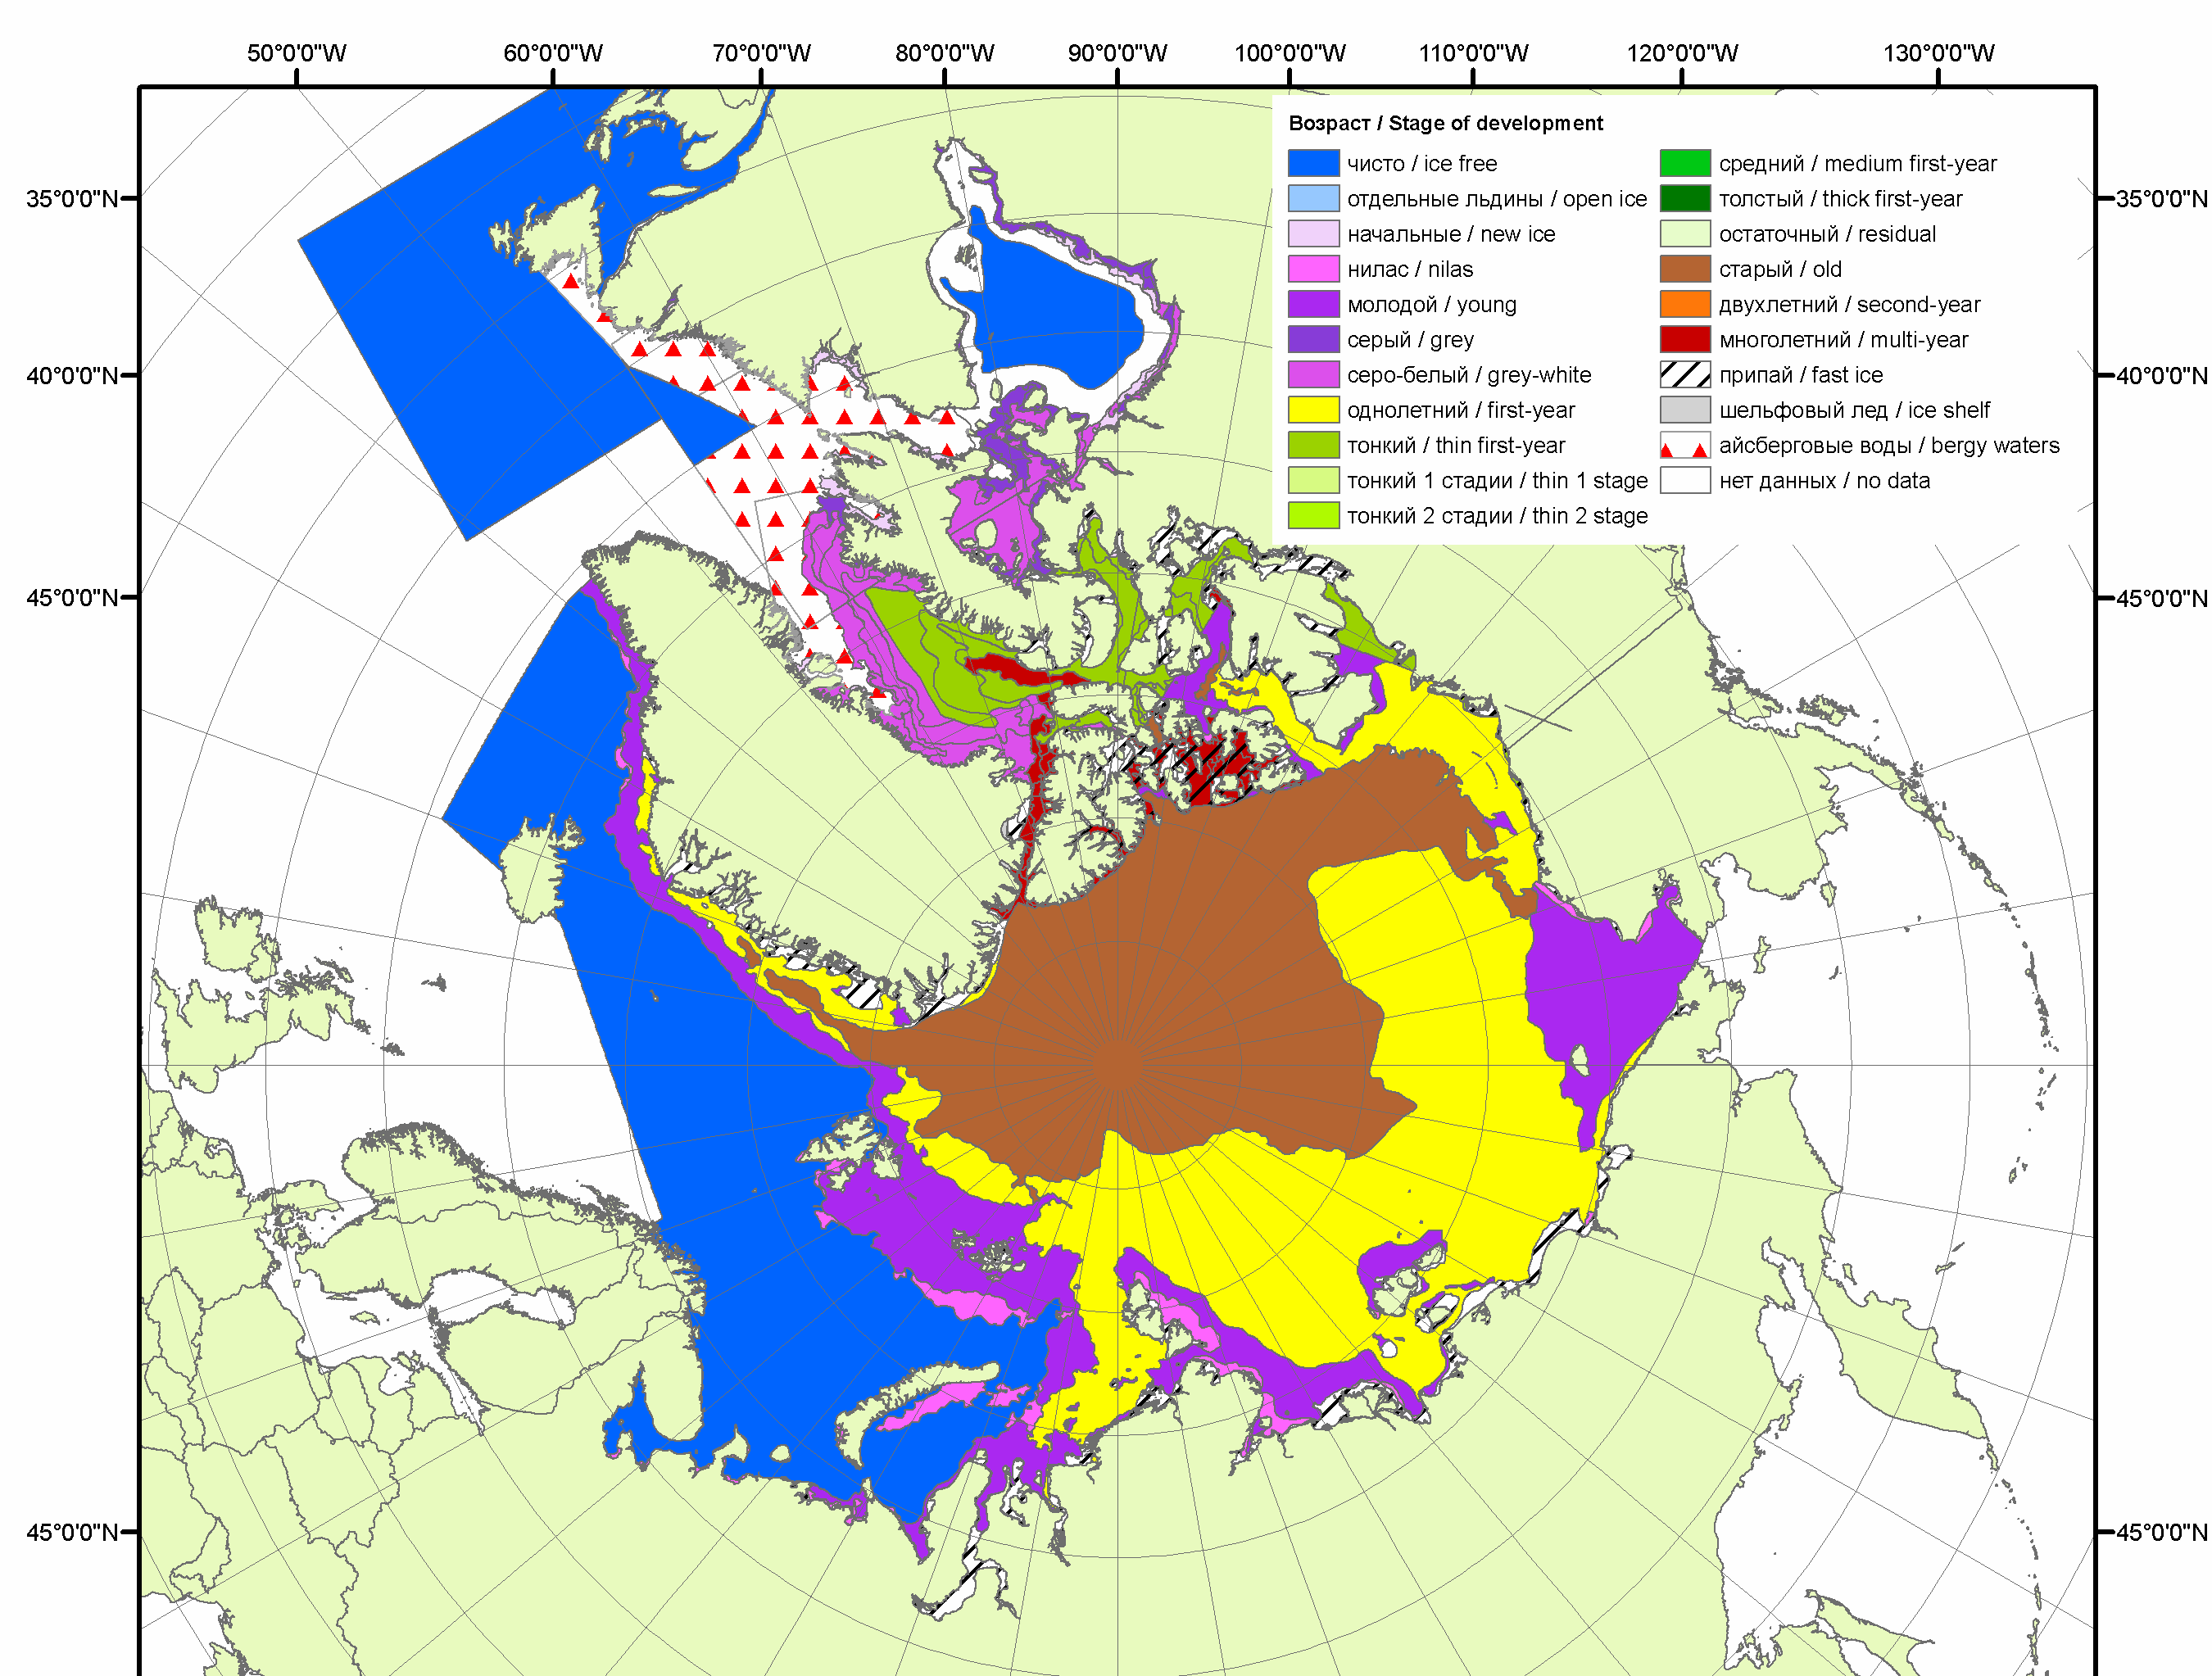 50°0'0"W 60°0'0"W 70°0'0"W 80°0'0"W 90°0'0"W 100°0'0"W 110°0'0"W 120°0'0"W 130°0'0"W
Возраст / Stage of development
чисто / ice free
отдельные льдины / open ice
начальные / new ice
нилас / nilas
молодой / young
серый / grey
серо-белый / grey-white
однолетний / first-year
тонкий / thin first-year
тонкий 1 стадии / thin 1 stage
тонкий 2 стадии / thin 2 stage
средний / medium first-year
толстый / thick first-year
остаточный / residual
старый / old
двухлетний / second-year
многолетний / multi-year
припай / fast ice
шельфовый лед / ice shelf
айсберговые воды / bergy waters
нет данных / no data
35°0'0"N
40°0'0"N
45°0'0"N
45°0'0"N
35°0'0"N
40°0'0"N
45°0'0"N
45°0'0"N